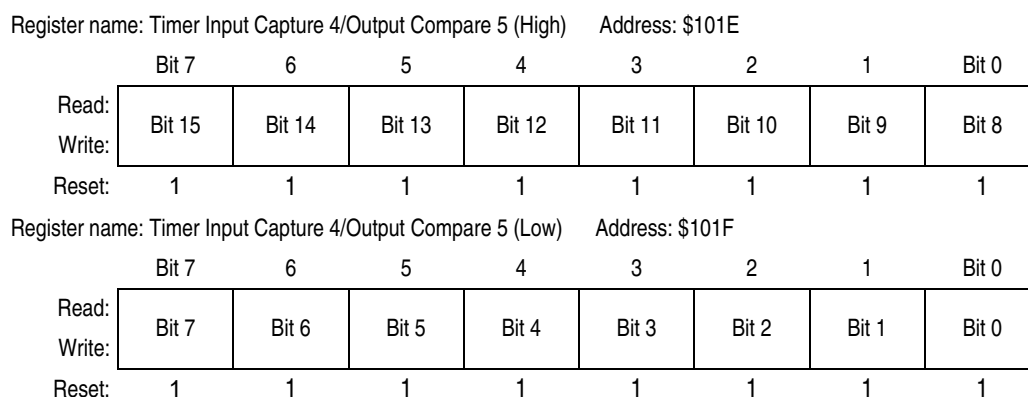 Register name: Timer Input Capture 4/Output Compare 5 (High) Address: $101E
Bit 7 6 5 4 3 2 1 Bit 0
Read:
Bit 15 Bit 14 Bit 13 Bit 12 Bit 11 Bit 10 Bit 9 Bit 8
Write:
Reset: 1 1 1 1 1 1 1 1
Register name: Timer Input Capture 4/Output Compare 5 (Low) Address: $101F
Bit 7 6 5 4 3 2 1 Bit 0
Read:
Bit 7 Bit 6 Bit 5 Bit 4 Bit 3 Bit 2 Bit 1 Bit 0
Write:
Reset: 1 1 1 1 1 1 1 1